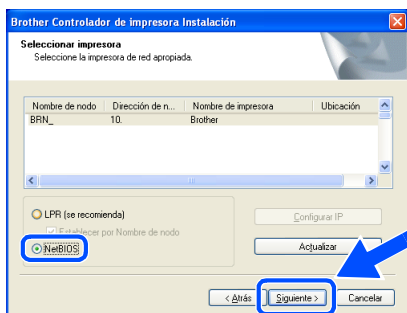 Brother Controlador de impresora Instalación
Seleccionar impresora
Seleccione la impresora de red apropiada.
Nombre de nodo Dirección de n... Nombre de impresora Ubicación
BRN_ 10. Brother
LPR (se recomienda)
Establecer por Nombre de nodo
NetBIOS
Configurar IP
Actualizar
< Atrás Siguiente > Cancelar